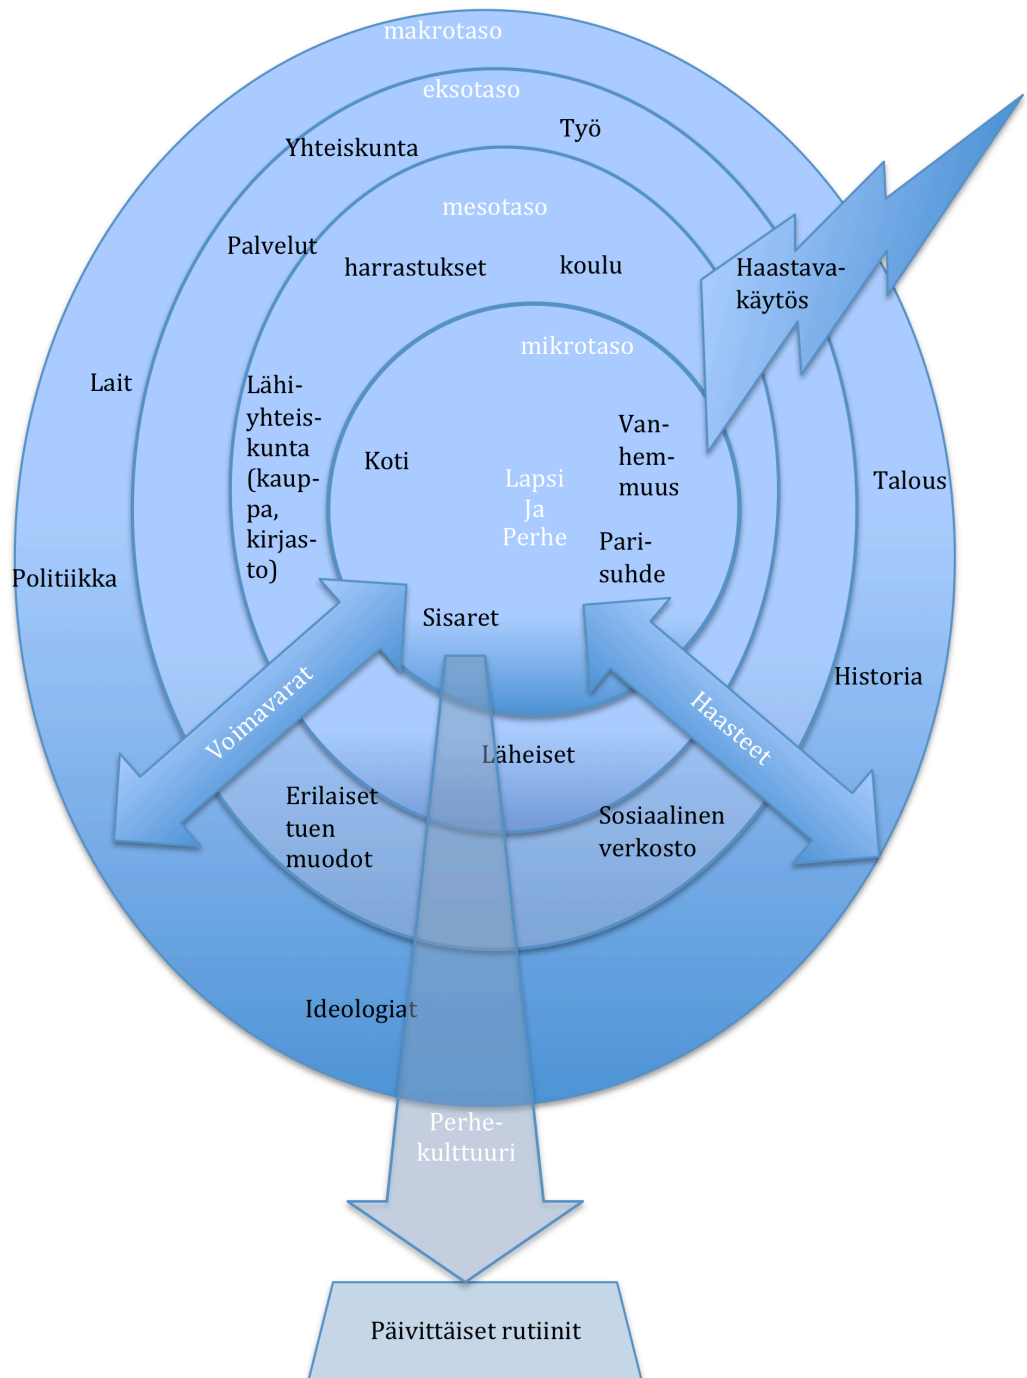 makrotaso
eksotaso
Työ
Yhteiskunta
mesotaso
Palvelut
harrastukset
koulu
Haastava-
käytös
mikrotaso
Lait
Lähi-
yhteis-
kunta
(kaup-
pa,
kirjas-
to)
Koti
Van-
hem-
muus
Lapsi
Ja
Perhe
Talous
Pari-
suhde
Politiikka
Sisaret
Historia
Voimavarat
Haasteet
Läheiset
Erilaiset
tuen
muodot
Sosiaalinen
verkosto
Ideologiat
Perhe-
kulttuuri
Päivittäiset rutiinit